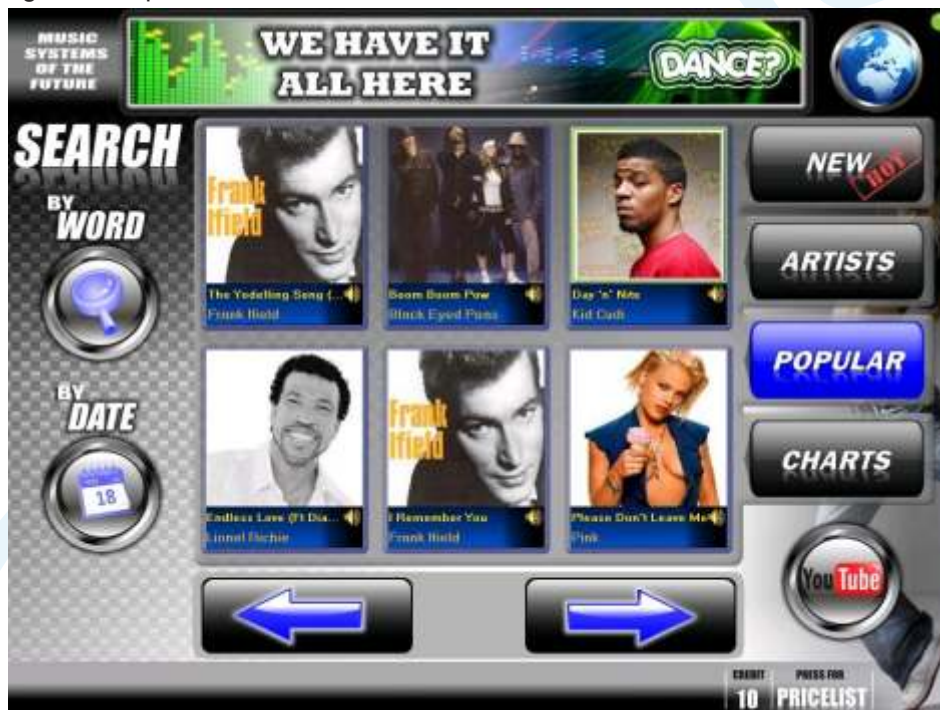 MUSIC
SYSTEMS
OF THE
FUTURE
WE HAVE IT
ALL HERE
DANCE?
SEARCH
BY
WORD
BY
DATE
18
Frank
Ifield
The Yodelling Song (...
Frank Ifield
Boom Boom Pow
Black Eyed Peas
Day 'n' Nite
Kid Cudi
Endless Love (Ft Dia...
Lionel Richie
Frank
Ifield
I Remember You
Frank Ifield
Please Don't Leave Me
Pink
NEW
HOT
ARTISTS
POPULAR
CHARTS
YouTube
CREDIT
10
PRESS FOR
PRICELIST